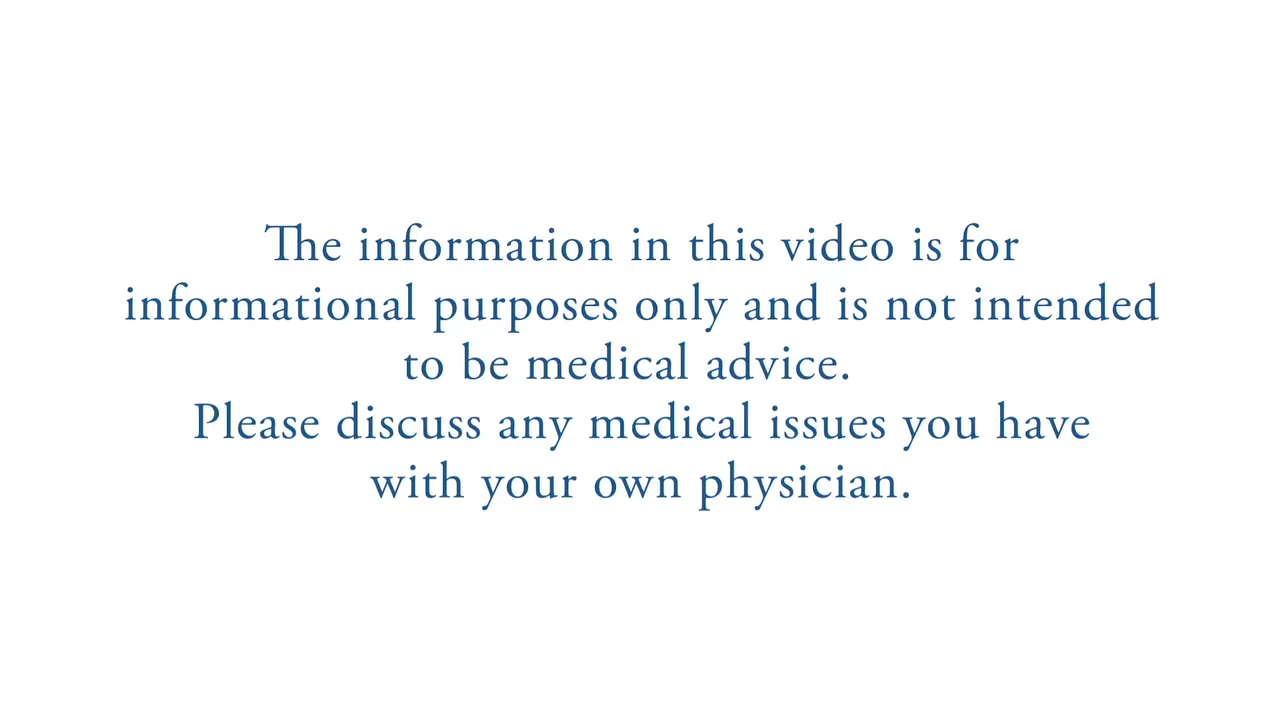 The information in this video is for
informational purposes only and is not intended
to be medical advice.
Please discuss any medical issues you have
with your own physician.